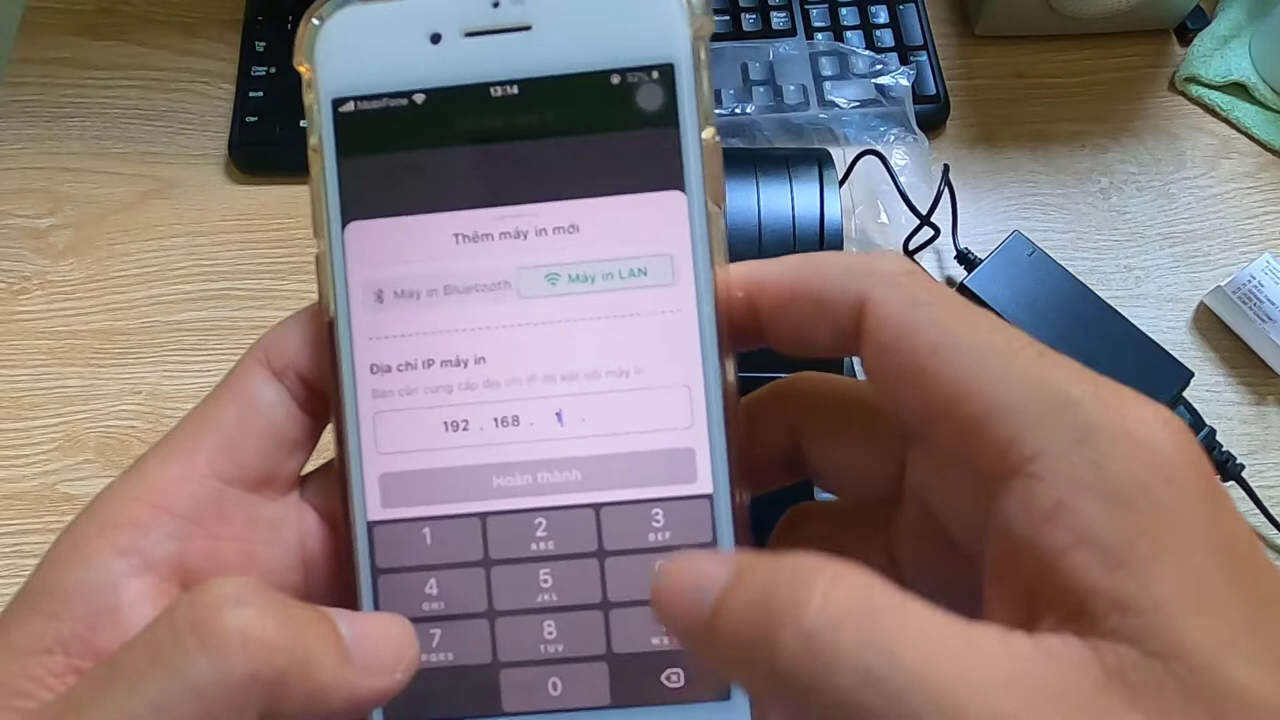 MobiFone
13:14
52%
Thêm máy in mới
Máy in Bluetooth
Máy in LAN
Địa chỉ IP máy in
Bạn cần cung cấp địa chỉ IP để kết nối máy in
192 . 168 . 1 .
Hoàn thành
1
2 ABC
3 DEF
4 GHI
5 JKL
7 PQRS
8 TUV
0